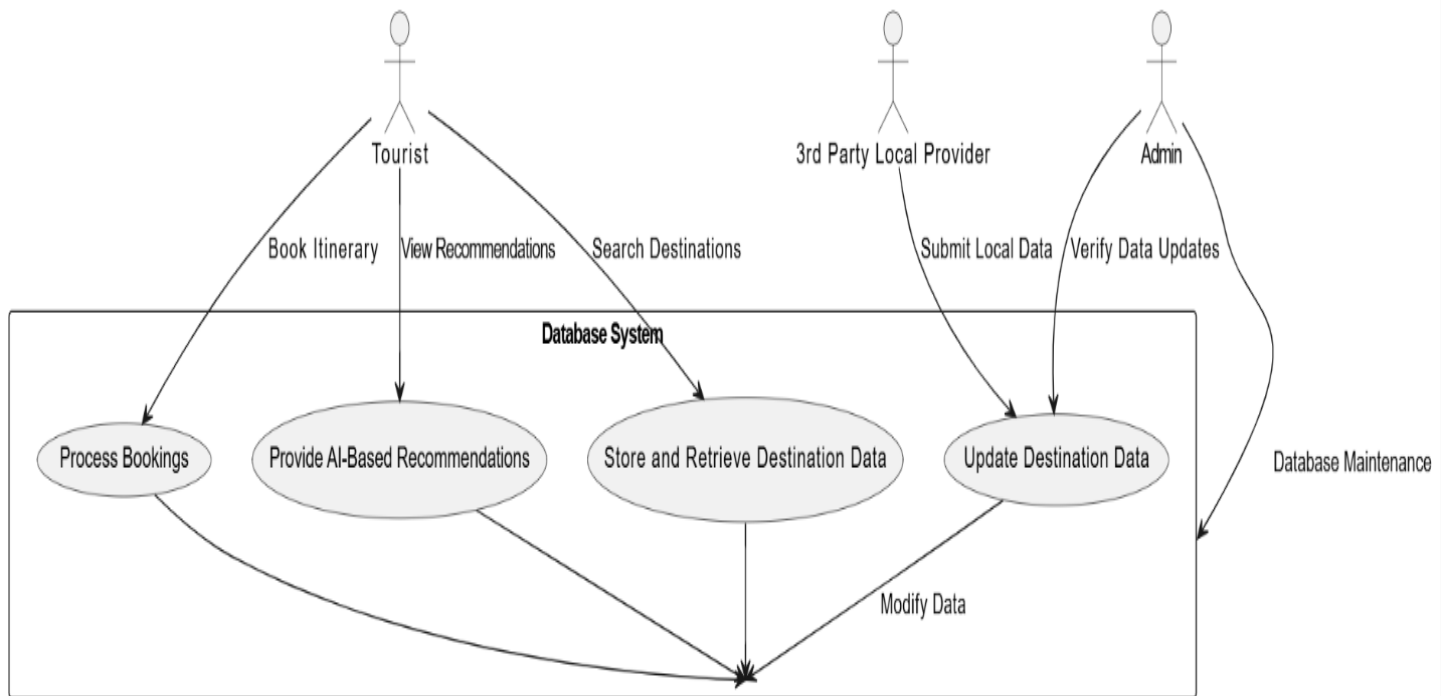 Tourist
3rd Party Local Provider
Admin
Book Itinerary
View Recommendations
Search Destinations
Submit Local Data
Verify Data Updates
Database System
Process Bookings
Provide AI-Based Recommendations
Store and Retrieve Destination Data
Update Destination Data
Database Maintenance
Modify Data